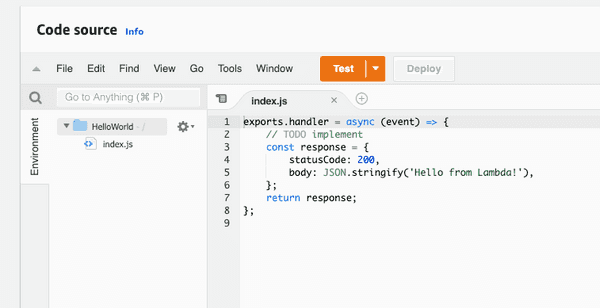 Code source Info
File Edit Find View Go Tools Window Test Deploy
Go to Anything (⌘ P)
index.js
Environment
HelloWorld - /
index.js
1 exports.handler = async (event) => {
2     // TODO implement
3     const response = {
4         statusCode: 200,
5         body: JSON.stringify('Hello from Lambda!'),
6     };
7     return response;
8 };
9